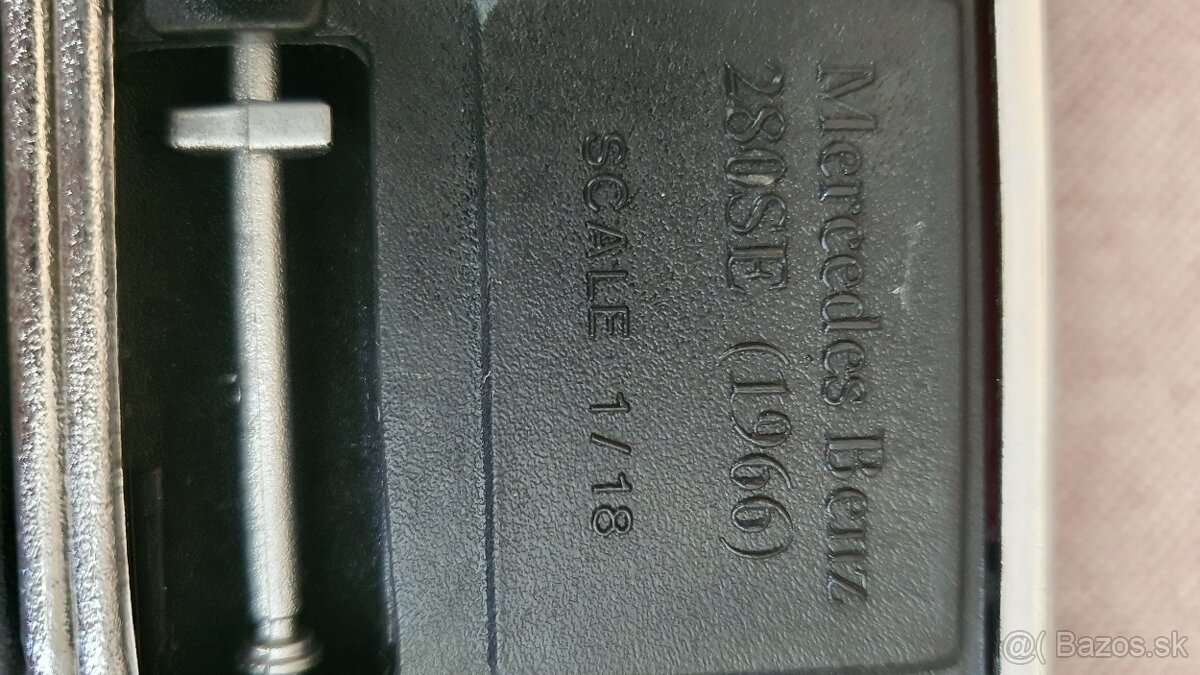 Mercedes Benz
280SE (1966)
SCALE 1/18
@( Bazos.sk